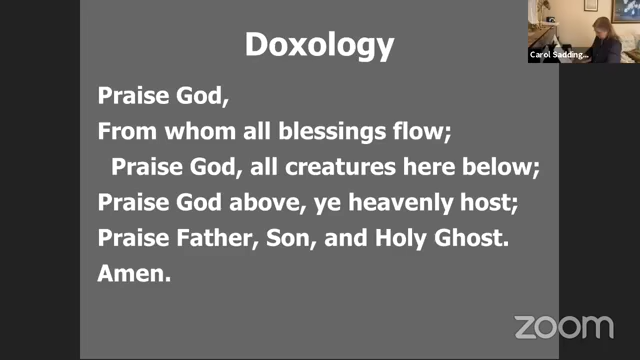 Doxology
Carol Sadding...
Praise God,
From whom all blessings flow;
Praise God, all creatures here below;
Praise God above, ye heavenly host;
Praise Father, Son, and Holy Ghost.
Amen.
zoom